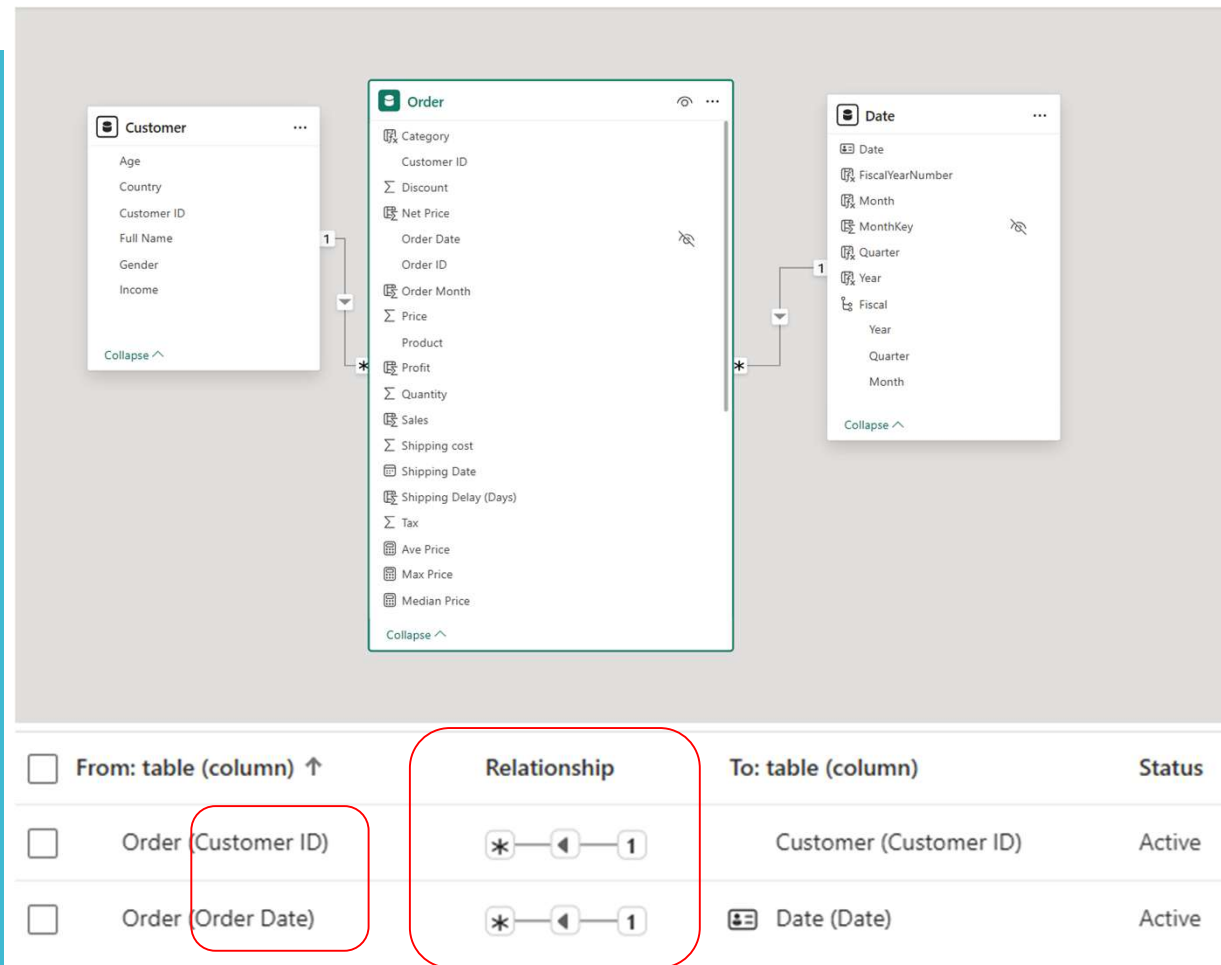 Customer
Age
Country
Customer ID
Full Name
Gender
Income
Collapse
Order
Category
Customer ID
Discount
Net Price
Order Date
Order ID
Order Month
Price
Product
Profit
Quantity
Sales
Shipping cost
Shipping Date
Shipping Delay (Days)
Tax
Ave Price
Max Price
Median Price
Collapse
Date
Date
FiscalYearNumber
Month
MonthKey
Quarter
Year
Fiscal
Year
Quarter
Month
Collapse
1
*
1
*
From: table (column) ↑ Relationship To: table (column) Status
Order (Customer ID) * 1 Customer (Customer ID) Active
Order (Order Date) * 1 Date (Date) Active